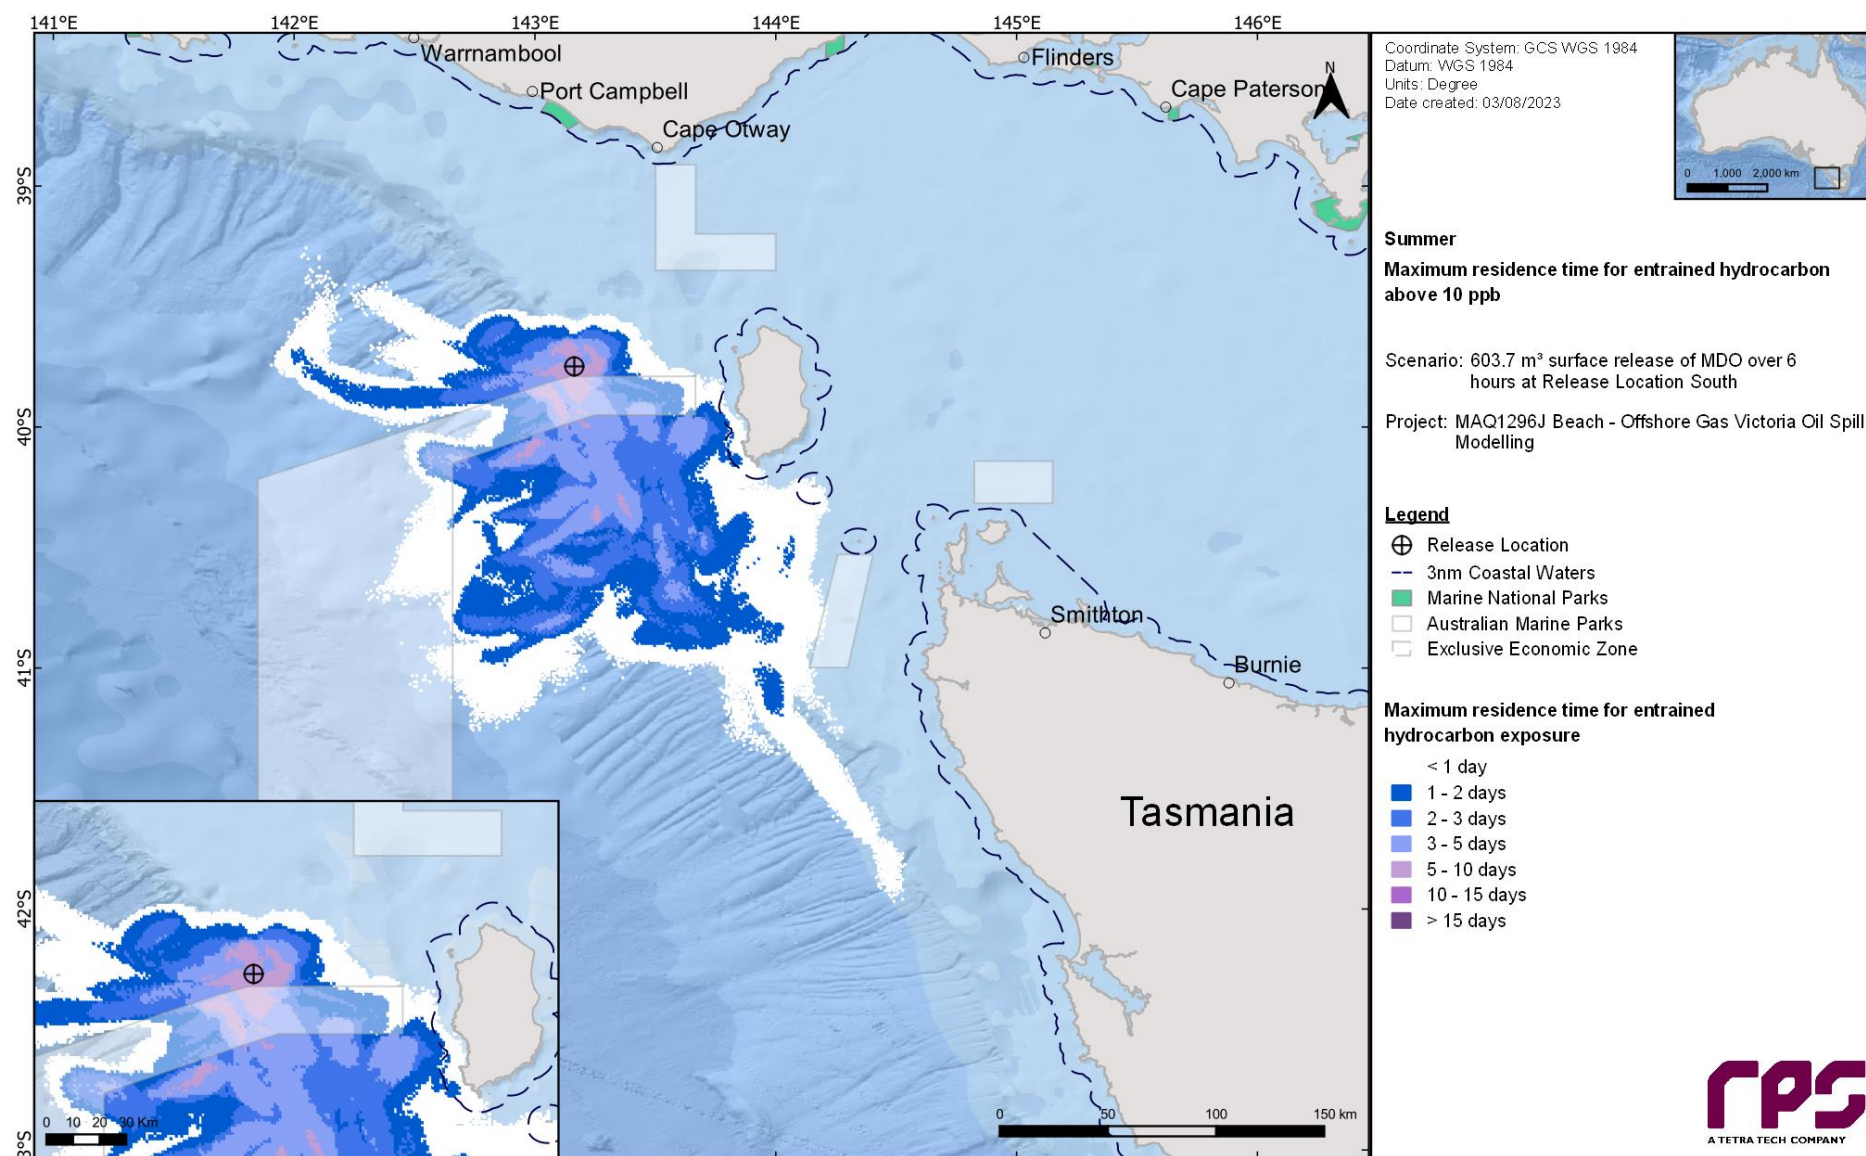 141°E 142°E 143°E 144°E 145°E 146°E
Warrnambool
Port Campbell
Cape Otway
Flinders
Cape Paterson
N
39°S
40°S
41°S
42°S
3°S
Smithton
Burnie
Tasmania
0 10 20 30 Km
0 50 100 150 km
Coordinate System: GCS WGS 1984
Datum: WGS 1984
Units: Degree
Date created: 03/08/2023
0 1,000 2,000 km
Summer
Maximum residence time for entrained hydrocarbon
above 10 ppb
Scenario: 603.7 m³ surface release of MDO over 6
hours at Release Location South
Project: MAQ1296J Beach - Offshore Gas Victoria Oil Spill
Modelling
Legend
Release Location
3nm Coastal Waters
Marine National Parks
Australian Marine Parks
Exclusive Economic Zone
Maximum residence time for entrained
hydrocarbon exposure
< 1 day
1 - 2 days
2 - 3 days
3 - 5 days
5 - 10 days
10 - 15 days
> 15 days
rps
A TETRA TECH COMPANY